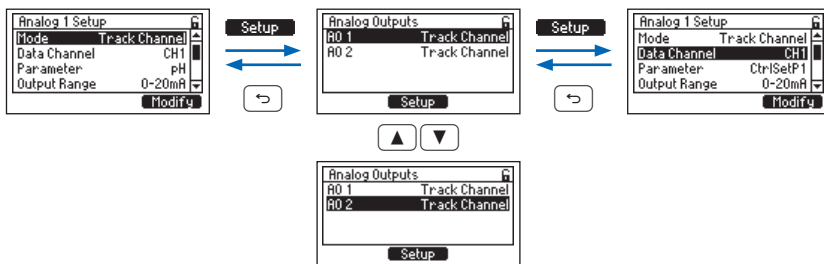 Analog 1 Setup
Mode Track Channel
Data Channel CH1
Parameter pH
Output Range 0-20mA
Modify
Setup
Analog Outputs
AO 1 Track Channel
AO 2 Track Channel
Setup
Setup
Analog 1 Setup
Mode Track Channel
Data Channel CH1
Parameter CtrlSetP1
Output Range 0-20mA
Modify
Analog Outputs
AO 1 Track Channel
AO 2 Track Channel
Setup